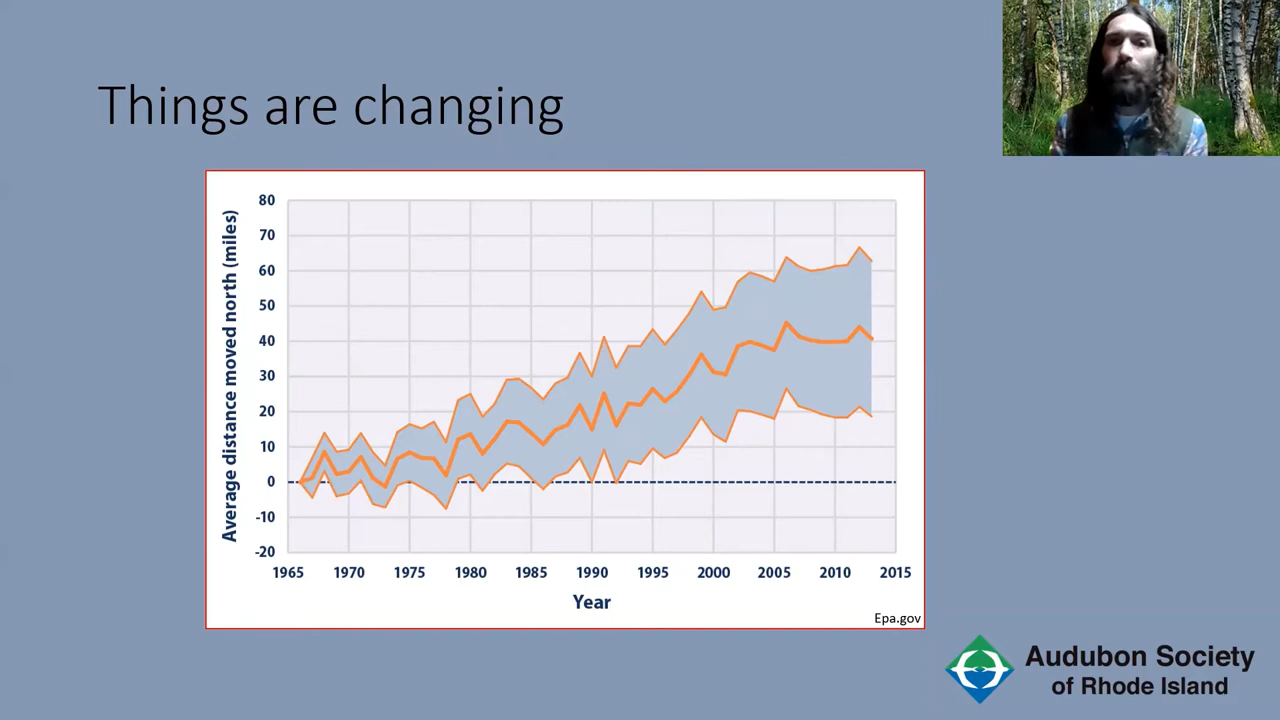 Things are changing
Average distance moved north (miles)
80
70
60
50
40
30
20
10
0
-10
-20
1965 1970 1975 1980 1985 1990 1995 2000 2005 2010 2015
Year
Epa.gov
Audubon Society
of Rhode Island